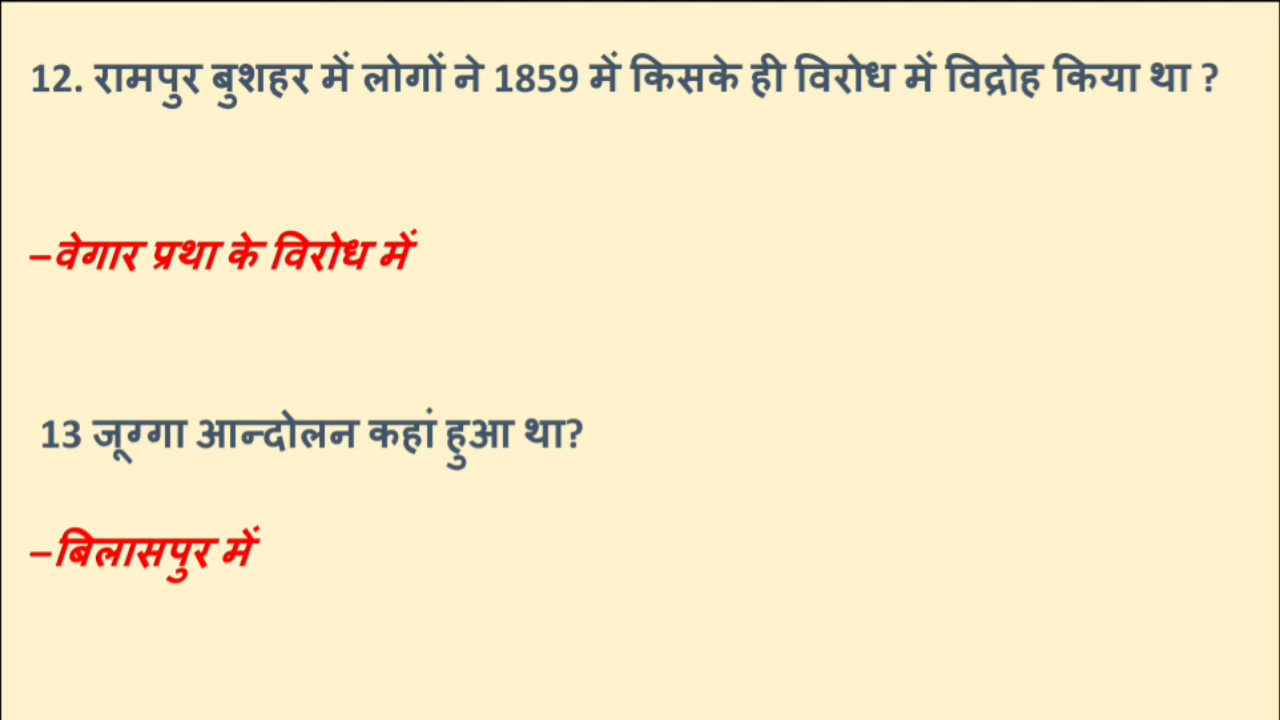 12. रामपुर बुशहर में लोगों ने 1859 में किसके ही विरोध में विद्रोह किया था ?
–वेगार प्रथा के विरोध में
13 जूग्गा आन्दोलन कहां हुआ था?
–बिलासपुर में